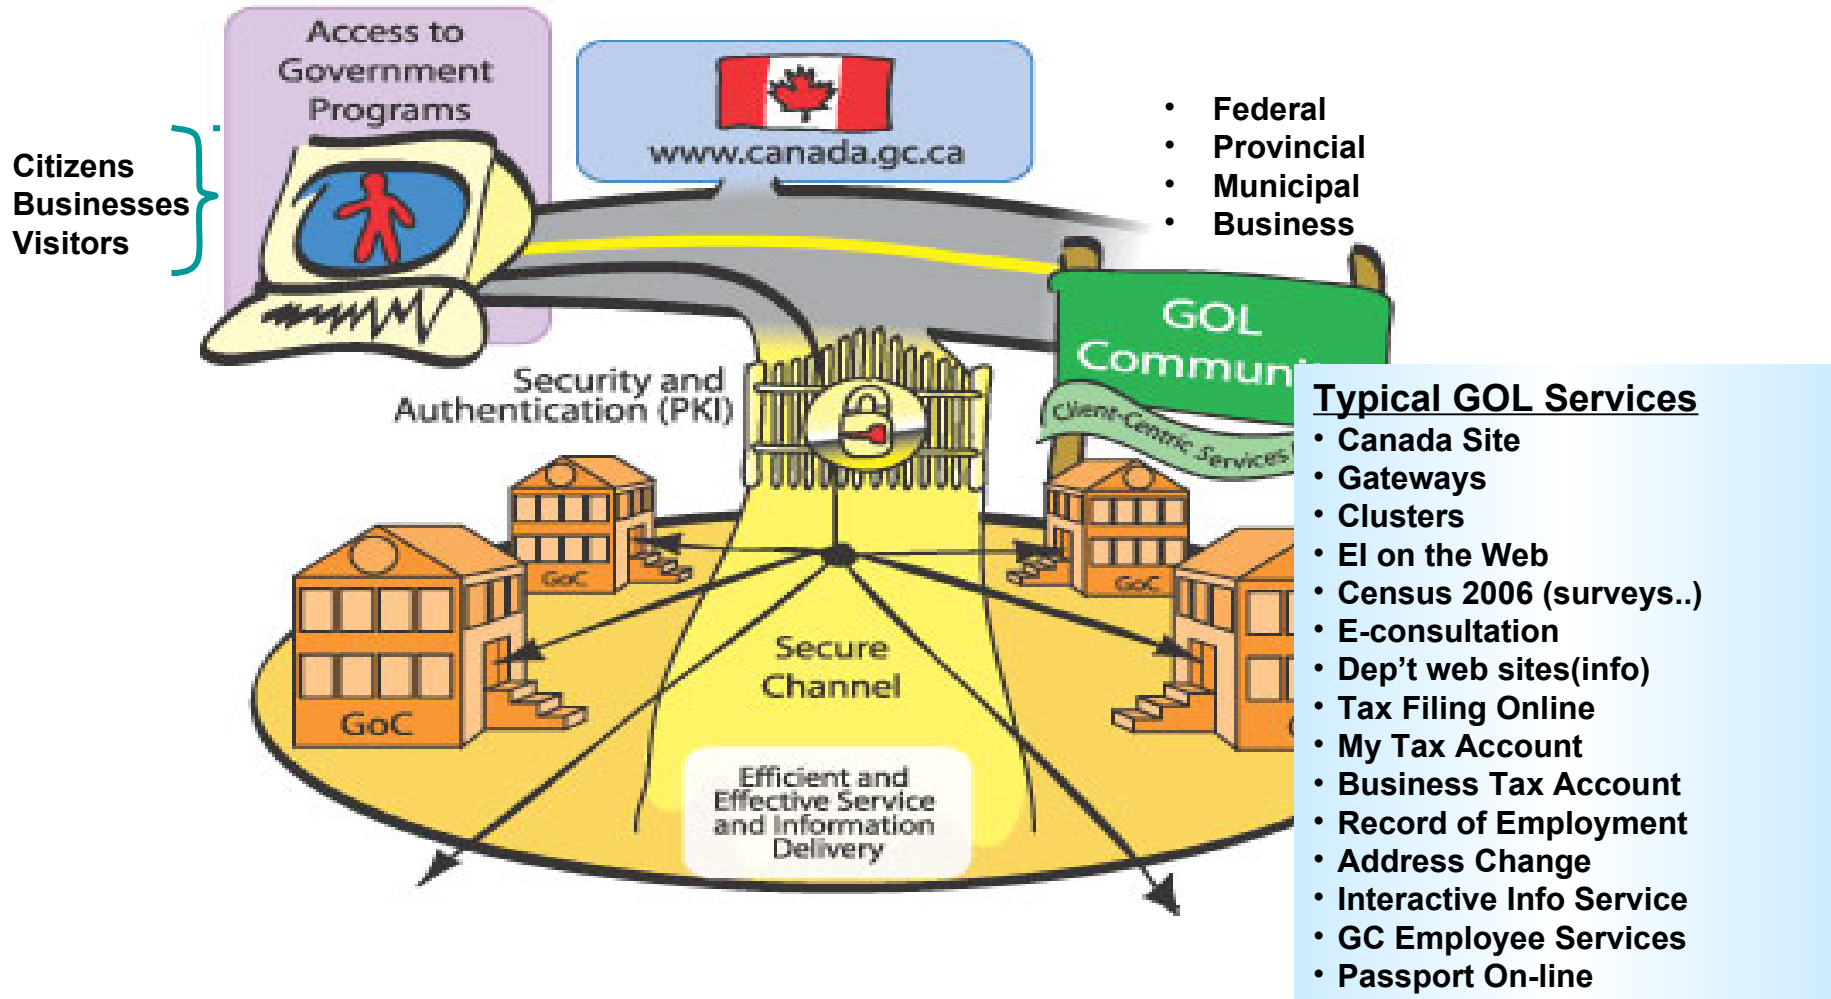 Access to
Government
Programs
www.canada.gc.ca
• Federal
• Provincial
• Municipal
• Business
Citizens
Businesses
Visitors
GOL
Security and
Authentication (PKI)
Client-Centric Services
GoC
GoC
GoC
Secure
Channel
Efficient and
Effective Service
and Information
Delivery
Typical GOL Services
• Canada Site
• Gateways
• Clusters
• EI on the Web
• Census 2006 (surveys..)
• E-consultation
• Dep’t web sites(info)
• Tax Filing Online
• My Tax Account
• Business Tax Account
• Record of Employment
• Address Change
• Interactive Info Service
• GC Employee Services
• Passport On-line